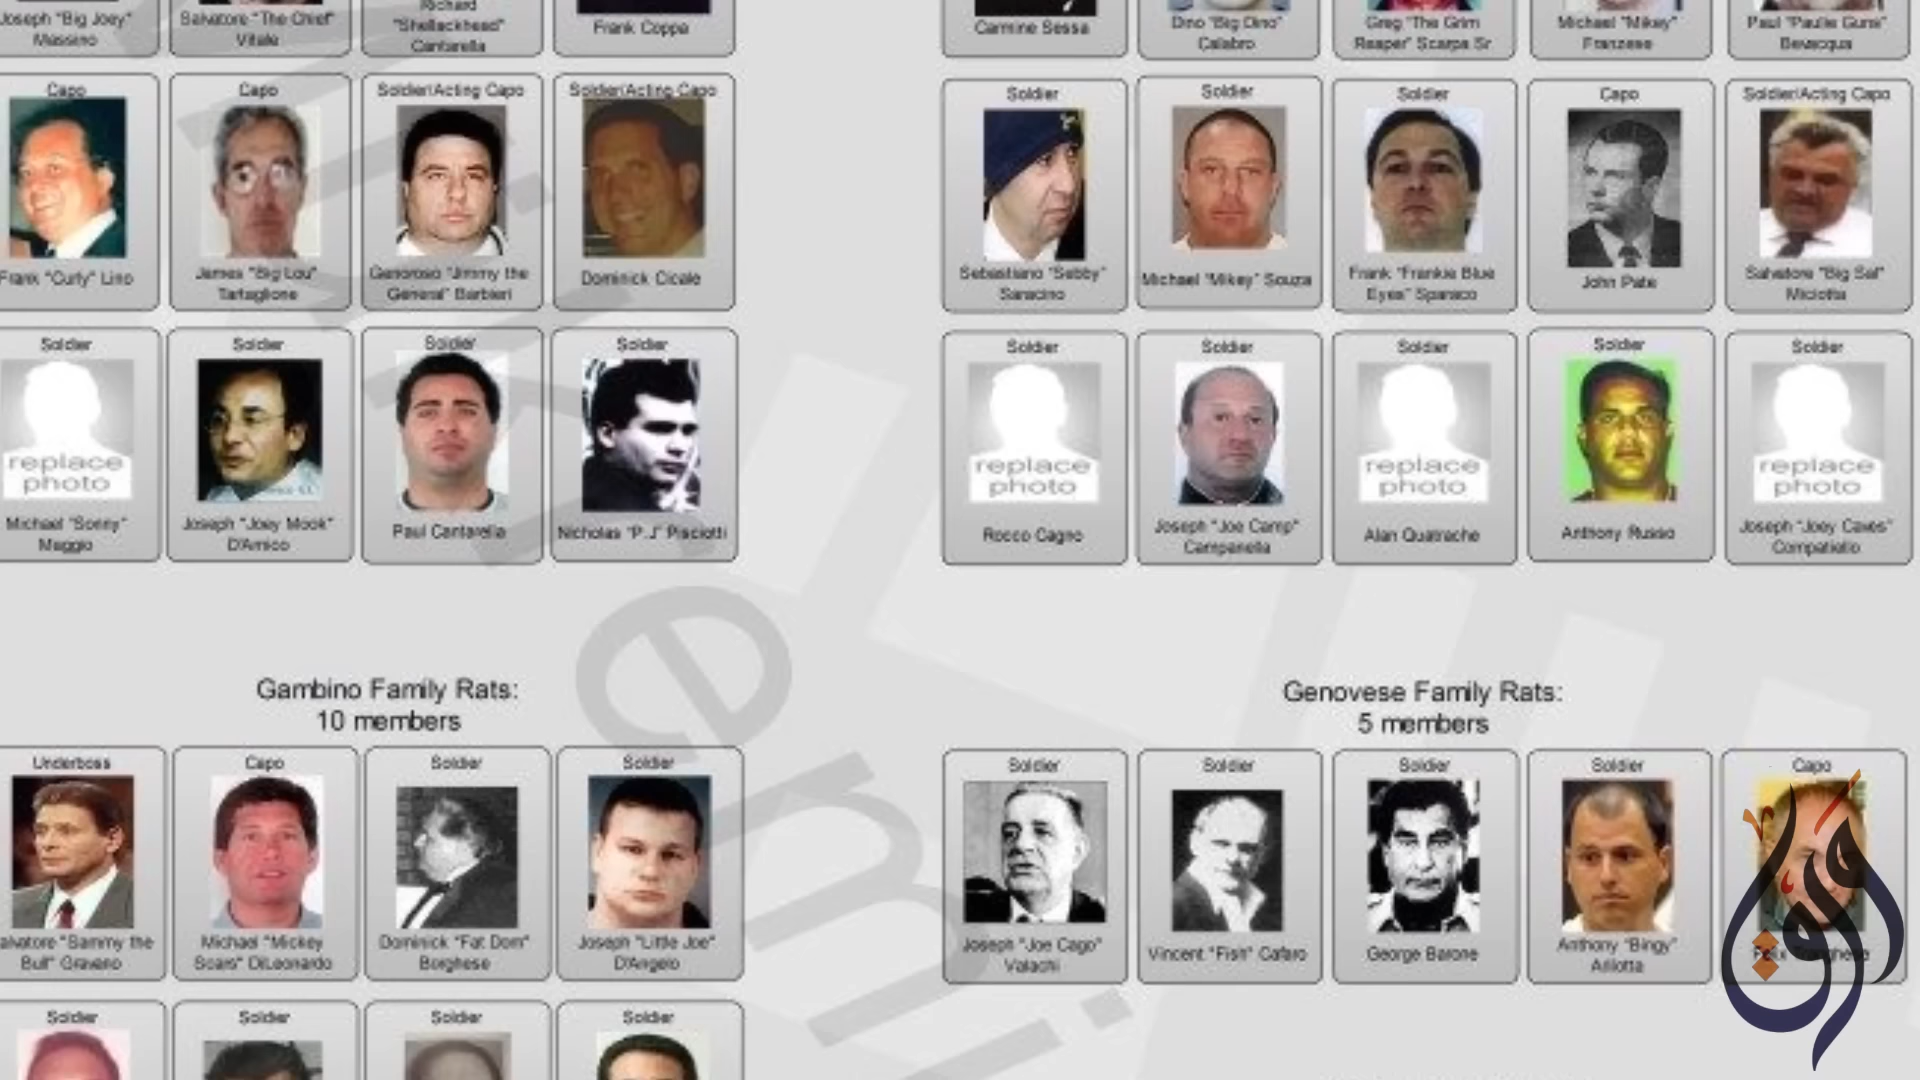 Joseph "Big Joey"
Massino
Salvatore "The Chief"
Vitale
Richard
"Shellackhead"
Cantarella
Frank Coppa
Carmine Sessa
Dino "Big Dino"
Calabro
Greg "The Grim
Reaper" Scarpa Sr
Michael "Mikey"
Franzese
Paul "Paulie Guns"
Bevacqua
Capo
Frank "Curly" Lino
Capo
James "Big Lou"
Tartaglione
Soldier/Acting Capo
Generoso "Jimmy the
General" Barbieri
Soldier/Acting Capo
Dominick Cicale
Soldier
Sebastiano "Sebby"
Saracino
Soldier
Michael "Mikey" Souza
Soldier
Frank "Frankie Blue
Eyes" Sparaco
Capo
John Pate
Soldier/Acting Capo
Salvatore "Big Sal"
Miciotta
Soldier
replace
photo
Michael "Sonny"
Maggio
Soldier
Joseph "Joey Mook"
D'Amico
Soldier
Paul Cantarella
Soldier
Nicholas "P.J" Pisciotti
Soldier
replace
photo
Rocco Cagno
Soldier
Joseph "Joe Camp"
Campanella
Soldier
replace
photo
Alan Quatrache
Soldier
Anthony Russo
Soldier
replace
photo
Joseph "Joey Caves"
Competiello
Gambino Family Rats:
10 members
Underboss
alvatore "Sammy the
Bull" Gravano
Capo
Michael "Mickey
Scars" DiLeonardo
Soldier
Dominick "Fat Dom"
Borghese
Soldier
Joseph "Little Joe"
D'Angelo
Genovese Family Rats:
5 members
Soldier
Joseph "Joe Cago"
Valachi
Soldier
Vincent "Fish" Cafaro
Soldier
George Barone
Soldier
Anthony "Bingy"
Arilotta
Capo
Felix Tranghese
Soldier
Soldier
Soldier
Soldier